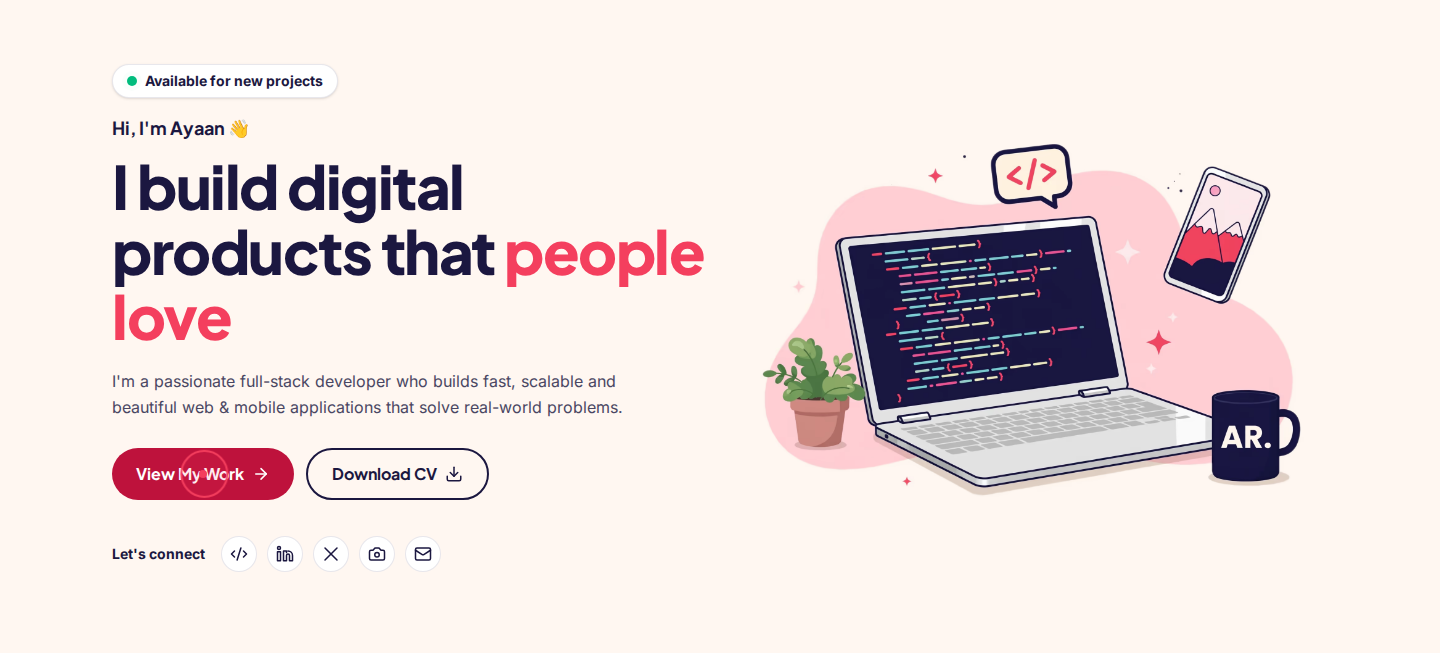 Available for new projects
Hi, I'm Ayaan 👋
I build digital
products that people
love
I'm a passionate full-stack developer who builds fast, scalable and
beautiful web & mobile applications that solve real-world problems.
View My Work
Download CV
Let's connect
</>
AR.